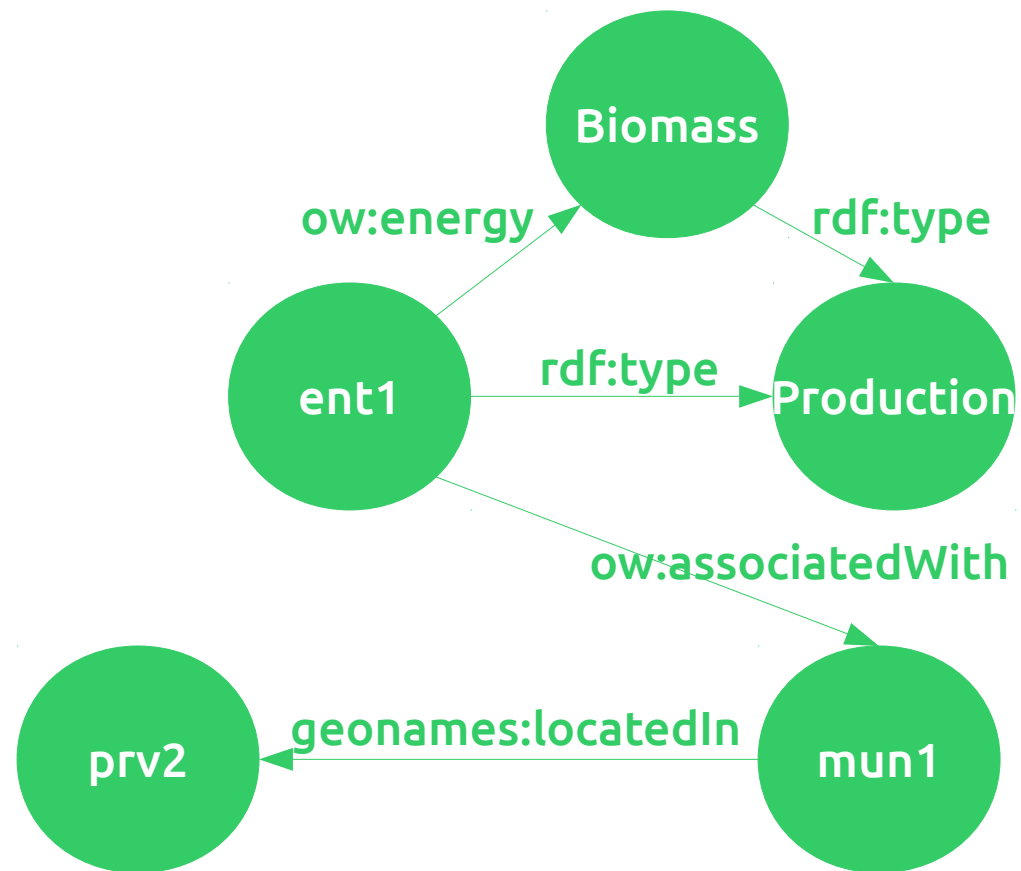 Biomass
ow:energy
rdf:type
rdf:type
ent1
Production
ow:associatedWith
geonames:locatedIn
prv2
mun1